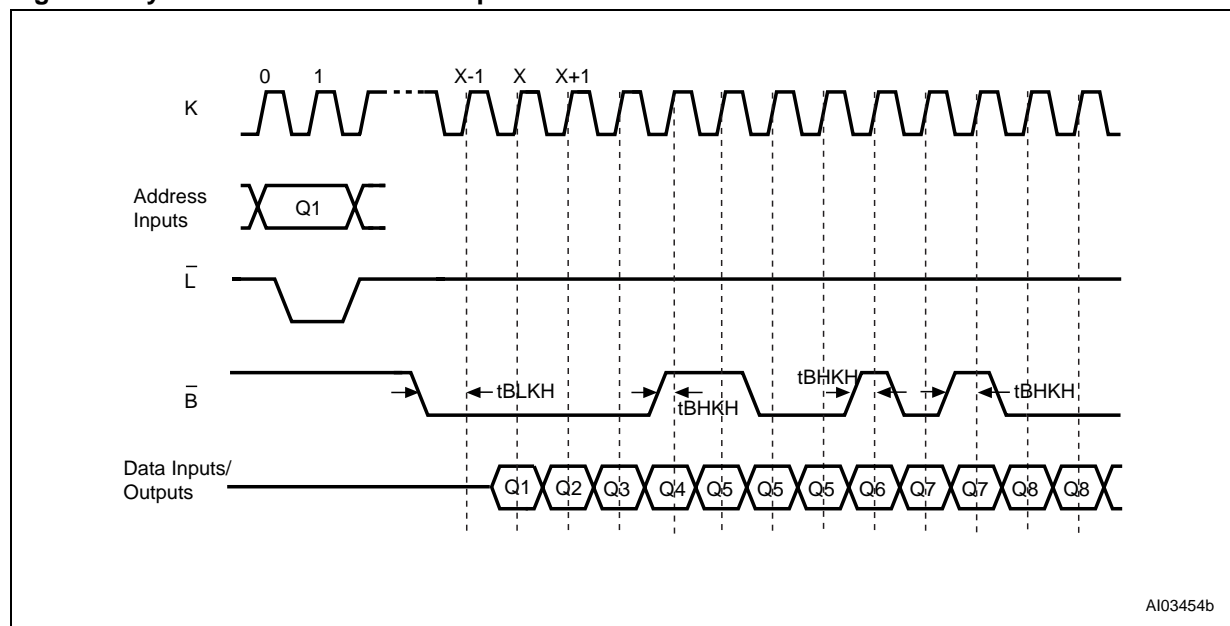 0 1 X-1 X X+1
K
Address
Inputs
Q1
L
B
tBLKH
tBHKH
tBHKH
tBHKH
Data Inputs/
Outputs
Q1 Q2 Q3 Q4 Q5 Q5 Q5 Q6 Q7 Q7 Q8 Q8
AI03454b